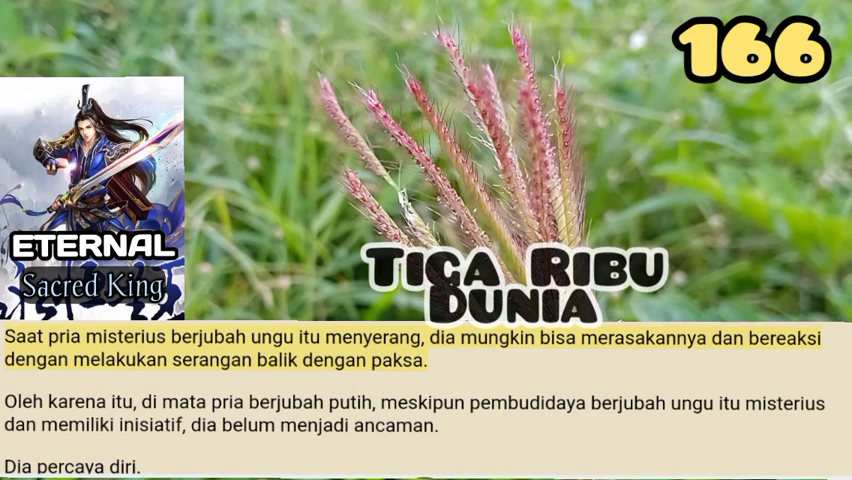 166
ETERNAL
Sacred King
TIGA RIBU
DUNIA
Saat pria misterius berjubah ungu itu menyerang, dia mungkin bisa merasakannya dan bereaksi
dengan melakukan serangan balik dengan paksa.
Oleh karena itu, di mata pria berjubah putih, meskipun pembudidaya berjubah ungu itu misterius
dan memiliki inisiatif, dia belum menjadi ancaman.
Dia percaya diri.